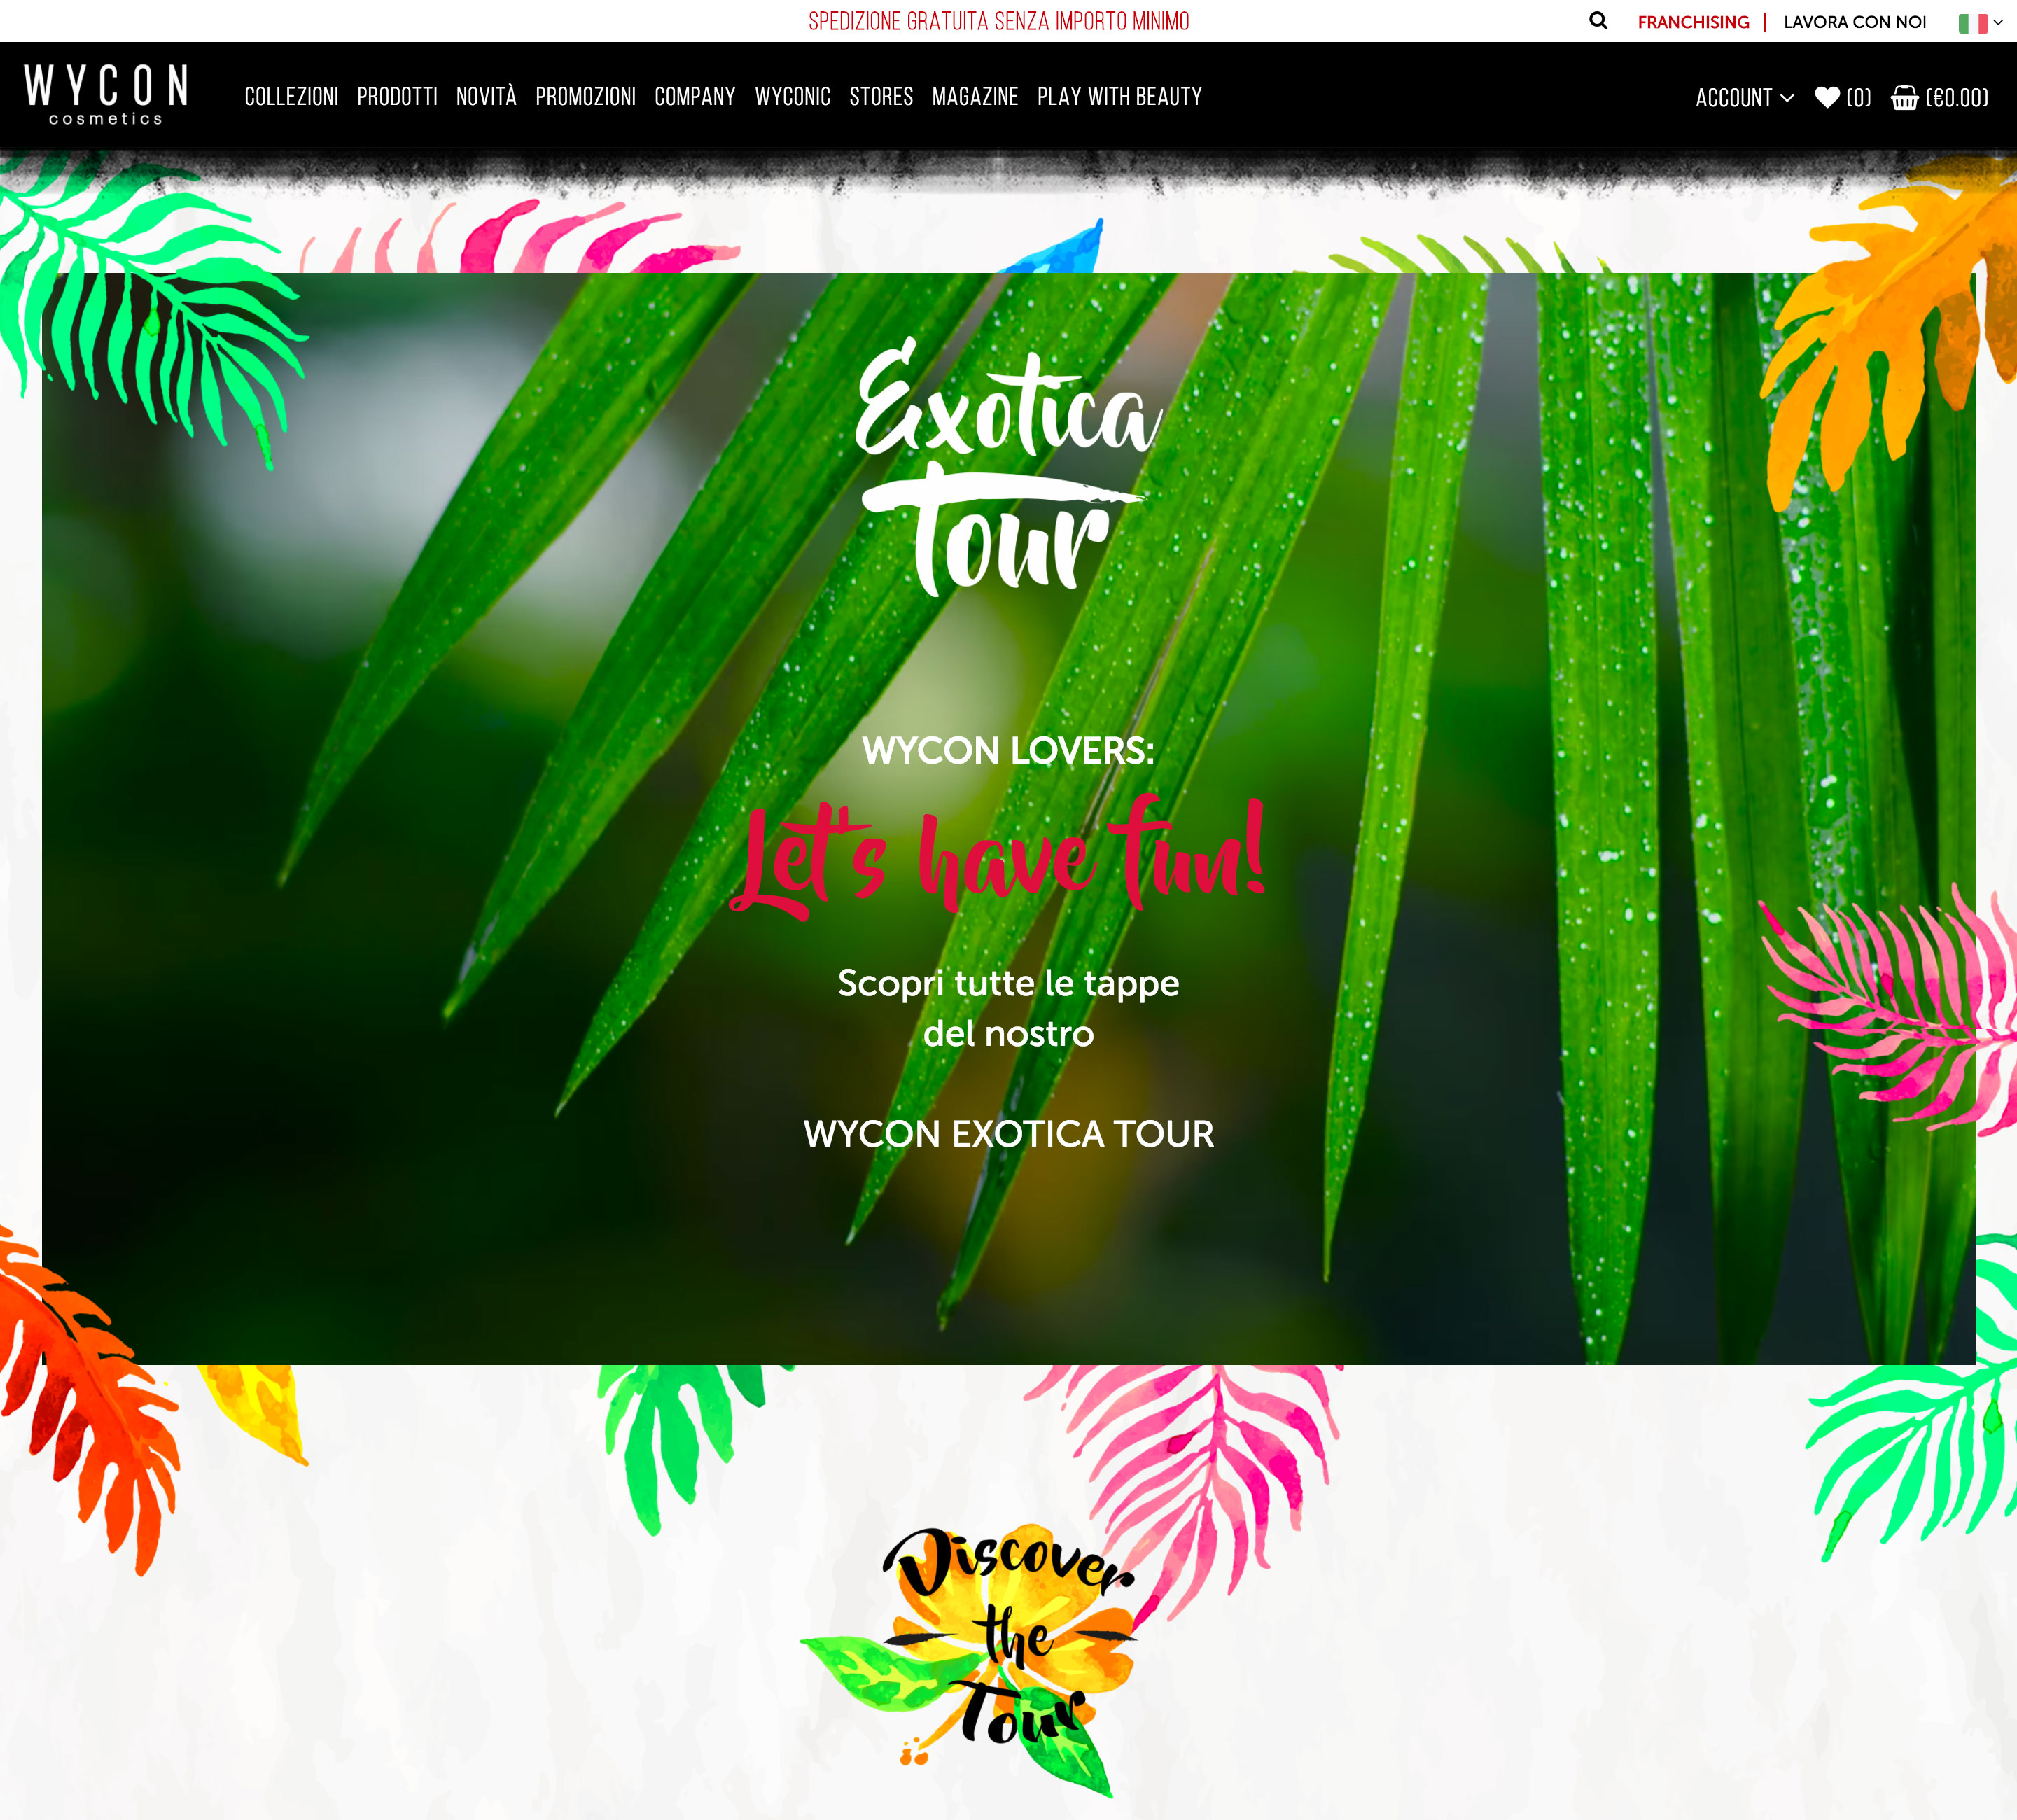 SPEDIZIONE GRATUITA SENZA IMPORTO MINIMO
FRANCHISING | LAVORA CON NOI
WYCON
cosmetics
COLLEZIONI PRODOTTI NOVITÀ PROMOZIONI COMPANY WYCONIC STORES MAGAZINE PLAY WITH BEAUTY
ACCOUNT (0) (€0.00)
Exotica
Tour
WYCON LOVERS:
Let's have fun!
Scopri tutte le tappe
del nostro
WYCON EXOTICA TOUR
Discover
the
Tour